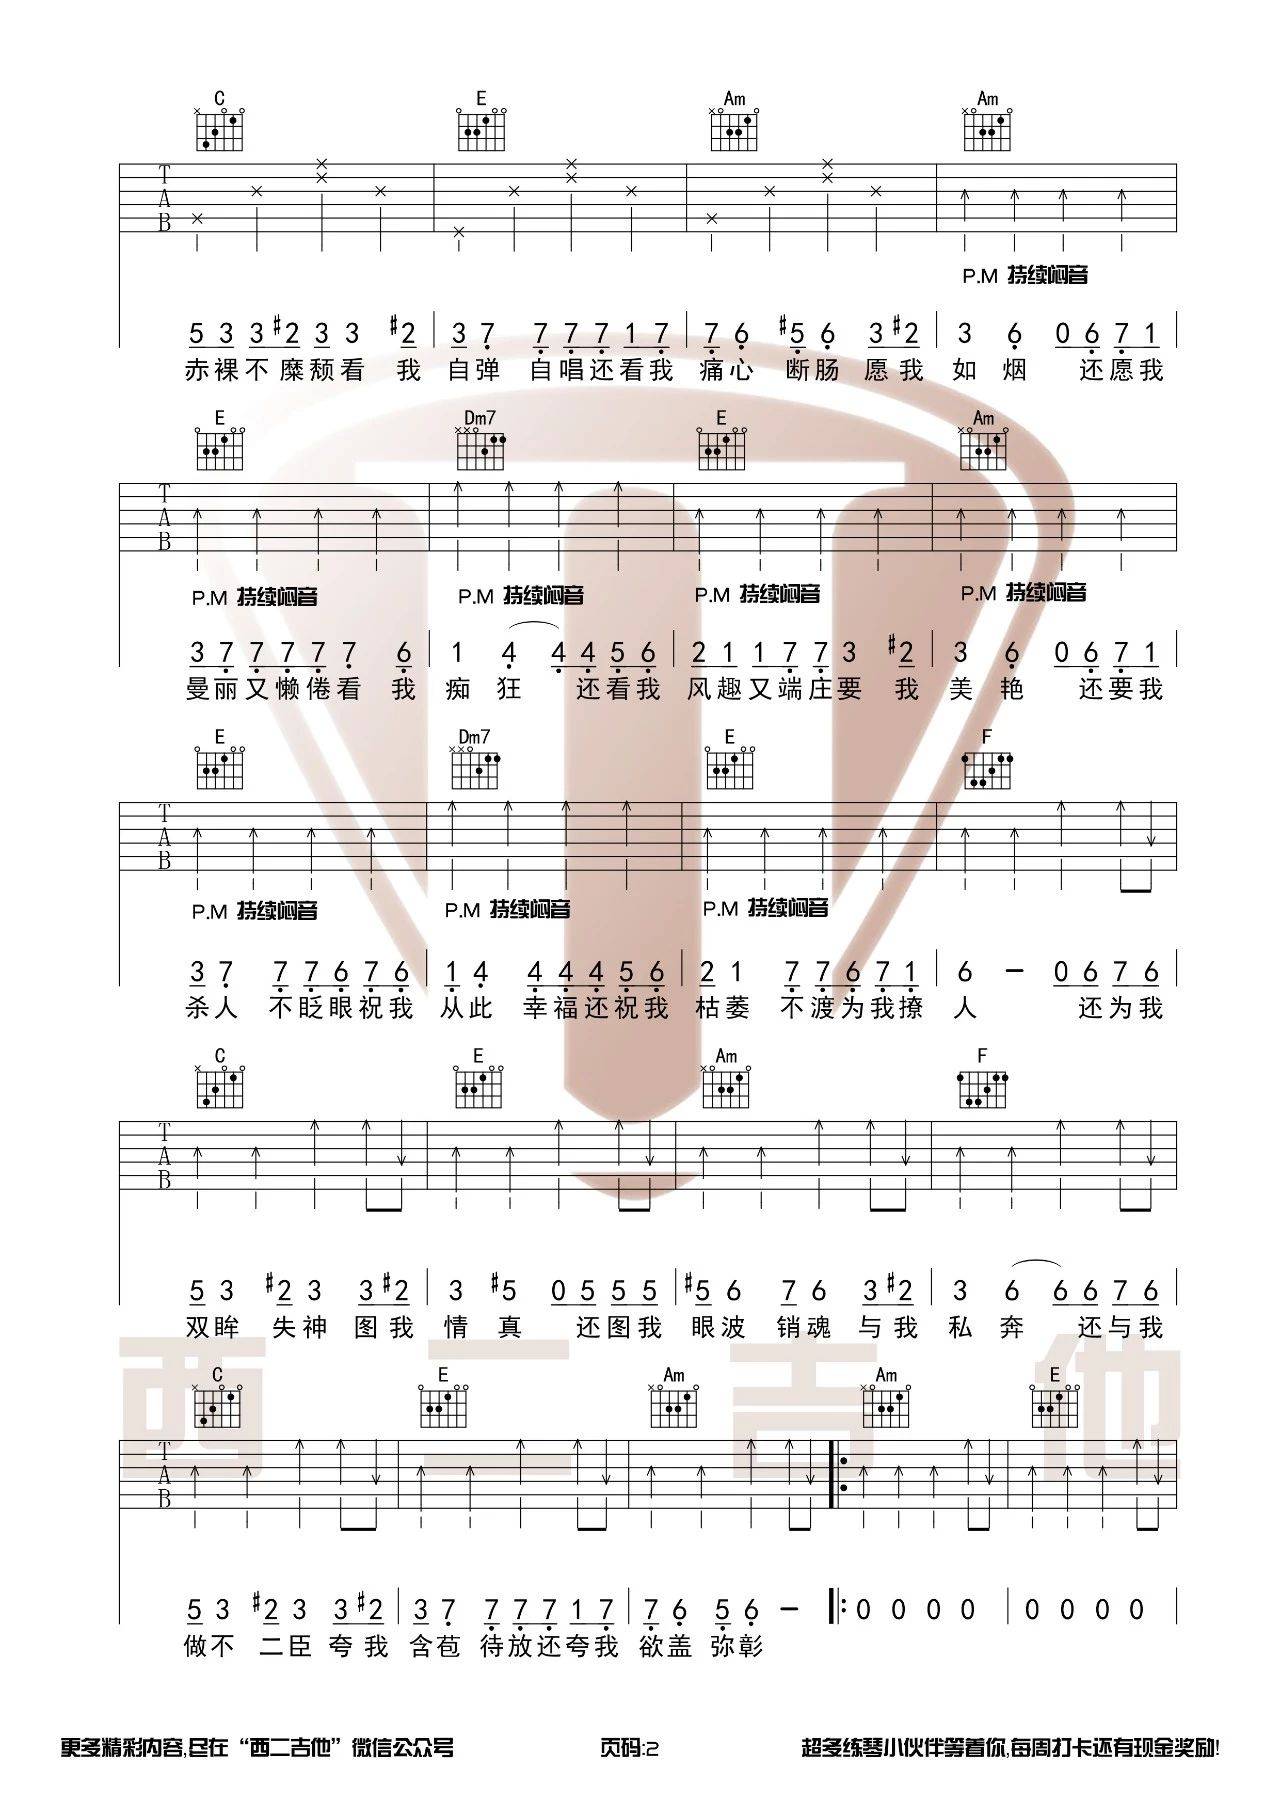 C E Am Am
T
A
B
P.M 持续闷音
5 3 3 #2 3 3 #2 3 7 7 7 7 1 7 7 6 #5 6 3 #2 3 6 0 6 7 1
赤裸不糜颓看 我 自弹 自唱还看我 痛心 断肠 愿我 如 烟 还愿我
E Dm7 E Am
T
A
B
P.M 持续闷音 P.M 持续闷音 P.M 持续闷音 P.M 持续闷音
3 7 7 7 7 7 6 1 4 4 4 5 6 2 1 1 7 7 3 #2 3 6 0 6 7 1
曼丽又懒倦看 我 痴 狂 还看我 风趣又端庄要 我 美 艳 还要我
E Dm7 E F
T
A
B
P.M 持续闷音 P.M 持续闷音 P.M 持续闷音
3 7 7 7 6 7 6 1 4 4 4 4 5 6 2 1 7 7 6 7 1 6 – 0 6 7 6
杀人 不眨眼祝我 从此 幸福还祝我 枯萎 不渡为我撩 人 还为我
C E Am F
T
A
B
5 3 #2 3 3 #2 3 #5 0 5 5 5 #5 6 7 6 3 #2 3 6 6 6 7 6
双眸 失神 图我 情 真 还图我 眼波 销魂 与我 私 奔 还与我
C E Am Am E
T
A
B
5 3 #2 3 3 #2 3 7 7 7 7 1 7 7 6 5 6 – 0 0 0 0 0 0 0 0
做不 二臣 夸我 含苞 待放还夸我 欲盖 弥彰
西二吉他
更多精彩内容,尽在“西二吉他”微信公众号 页码:2 超多练琴小伙伴等着你,每周打卡还有现金奖励!